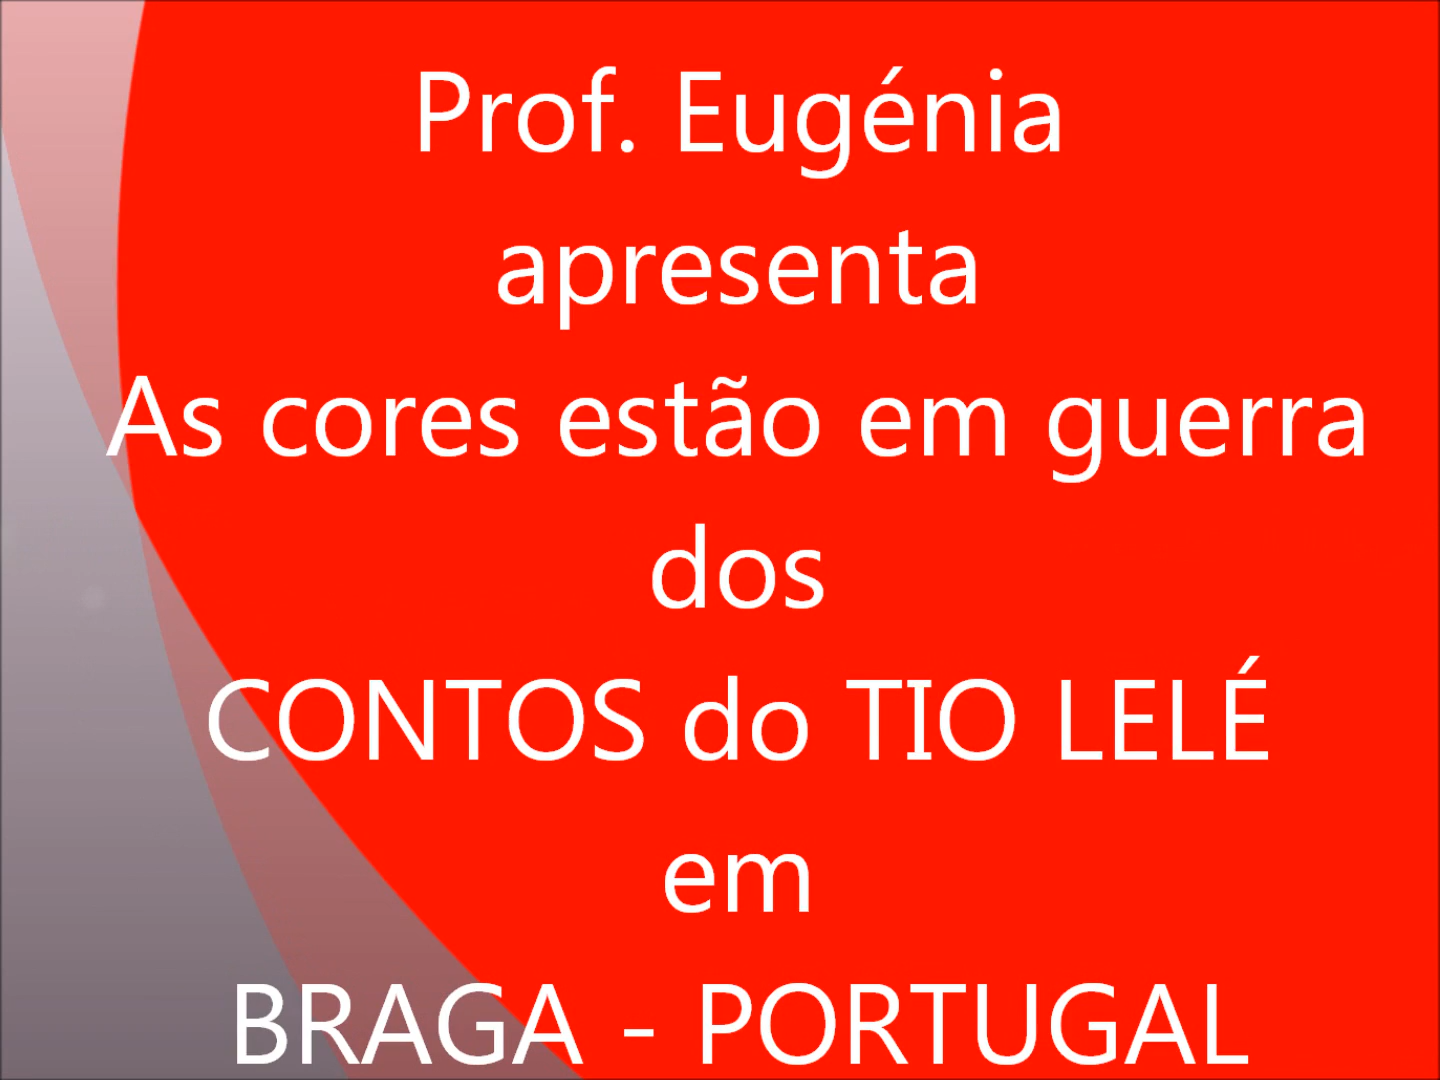 Prof. Eugénia
apresenta
As cores estão em guerra
dos
CONTOS do TIO LELÉ
em
BRAGA - PORTUGAL